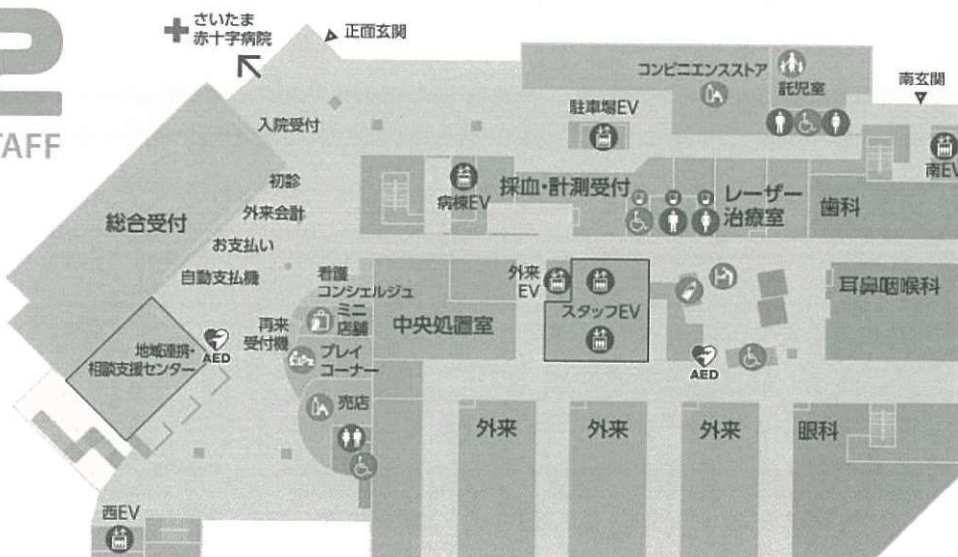 2
STAFF
さいたま
赤十字病院
正面玄関
コンビニエンスストア
託児室
南玄関
駐車場EV
入院受付
南EV
初診
病棟EV
採血・計測受付
レーザー
治療室
歯科
総合受付
外来会計
お支払い
自動支払機
看護
コンシェルジュ
外来
EV
スタッフEV
耳鼻咽喉科
ミニ
店舗
中央処置室
再来
受付機
地域連携・
相談支援センター
AED
プレイ
コーナー
AED
売店
外来
外来
外来
眼科
西EV